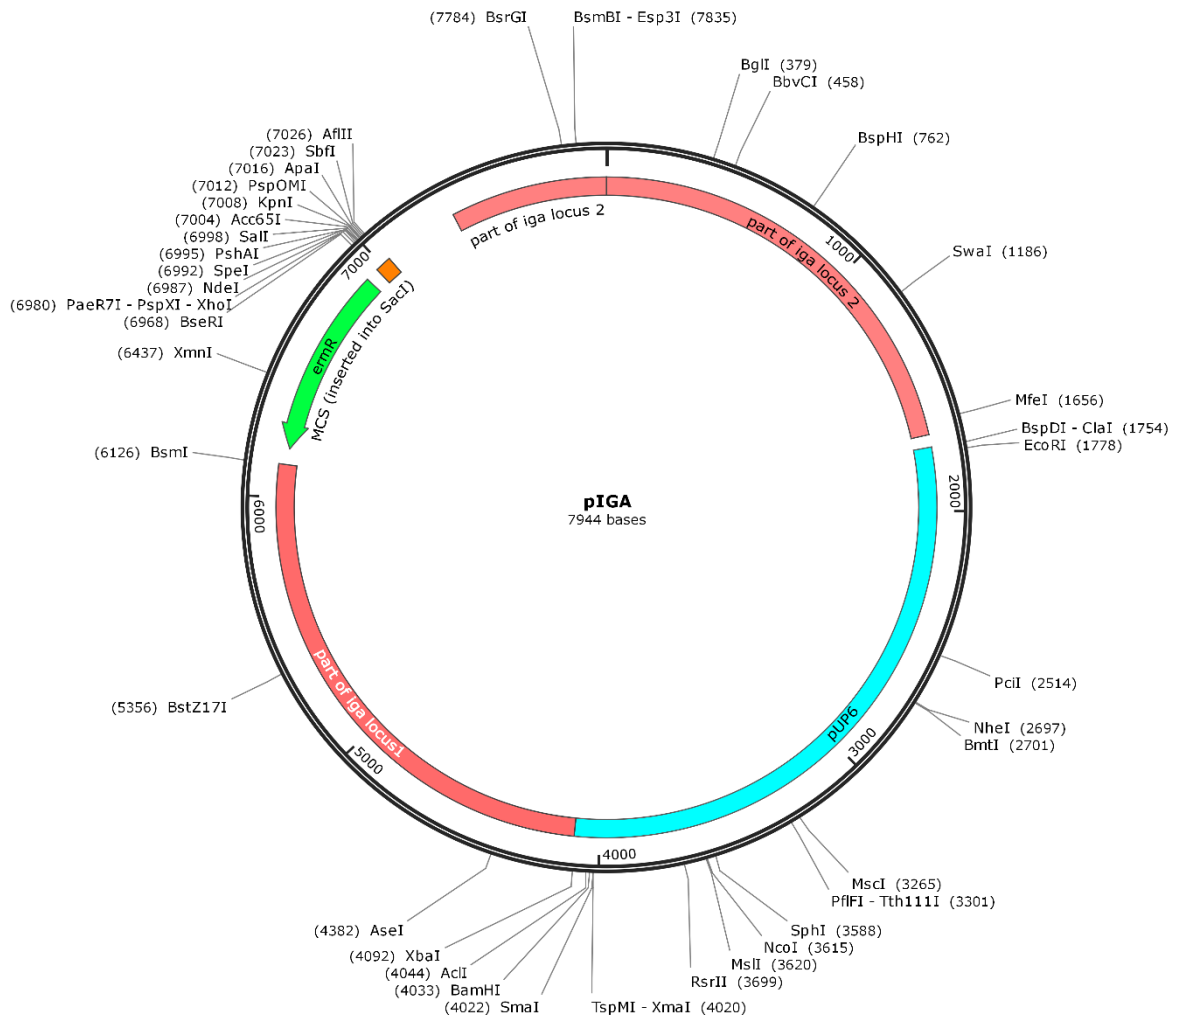 (7784) BsrGI
BsmBI - Esp3I (7835)
BglI (379)
BbvCI (458)
BspHI (762)
SwaI (1186)
MfeI (1656)
BspDI - ClaI (1754)
EcoRI (1778)
PciI (2514)
NheI (2697)
BmtI (2701)
MscI (3265)
PflFI - Tth111I (3301)
SphI (3588)
NcoI (3615)
MslI (3620)
RsrII (3699)
TspMI - XmaI (4020)
(4022) SmaI
(4033) BamHI
(4044) AclI
(4092) XbaI
(4382) AseI
(5356) BstZ17I
(6126) BsmI
(6437) XmnI
(6968) BseRI
(6980) PaeR7I - PspXI - XhoI
(6987) NdeI
(6992) SpeI
(6995) PshAI
(6998) SalI
(7004) Acc65I
(7008) KpnI
(7012) PspOMI
(7016) ApaI
(7023) SbfI
(7026) AflII
1000
2000
3000
4000
5000
6000
7000
part of iga locus 2
part of iga locus 2
pUP6
part of iga locus1
ermR
MCS (inserted into SacI)
pIGA
7944 bases